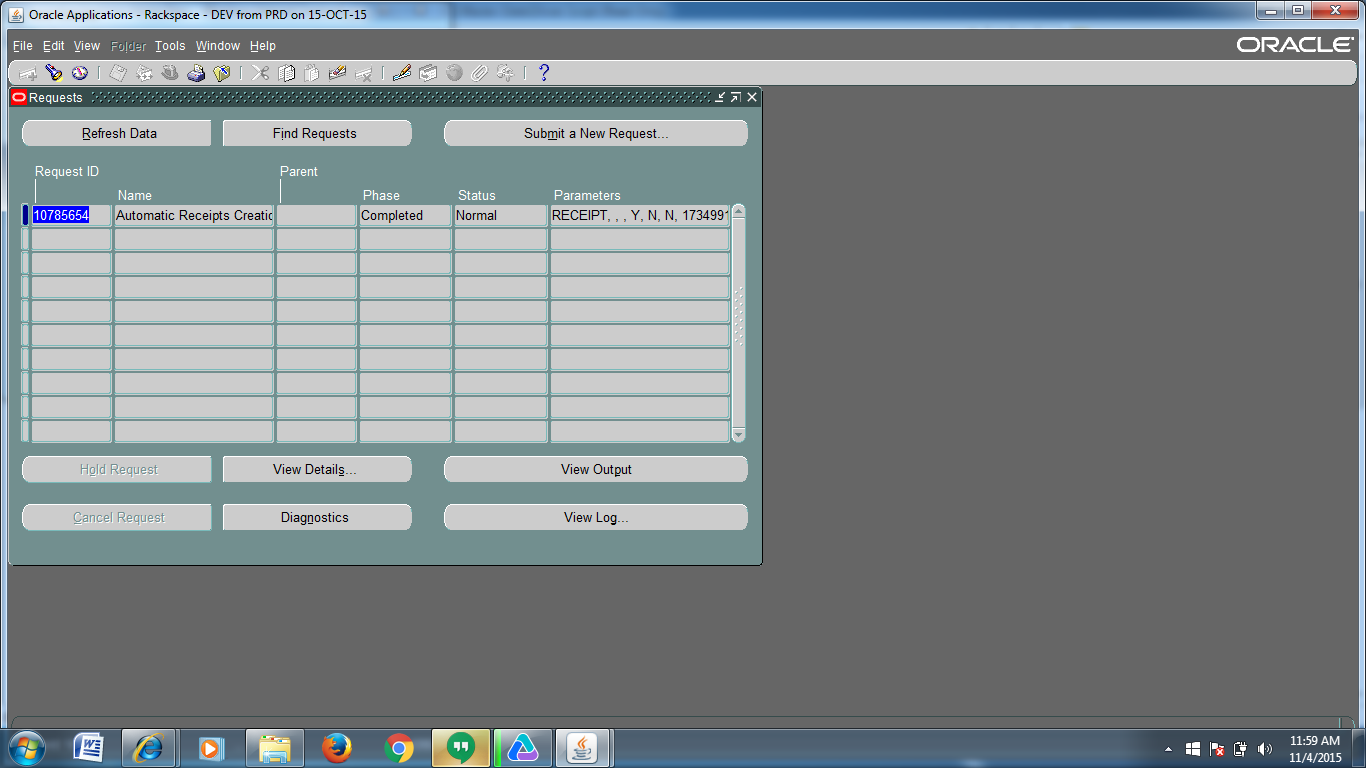 Oracle Applications - Rackspace - DEV from PRD on 15-OCT-15
File Edit View Folder Tools Window Help
ORACLE
Requests
Refresh Data Find Requests Submit a New Request...
Request ID Parent
Name Phase Status Parameters
10785654 Automatic Receipts Creatic Completed Normal RECEIPT, , , Y, N, N, 1734991
Hold Request View Details... View Output
Cancel Request Diagnostics View Log...
11:59 AM
11/4/2015